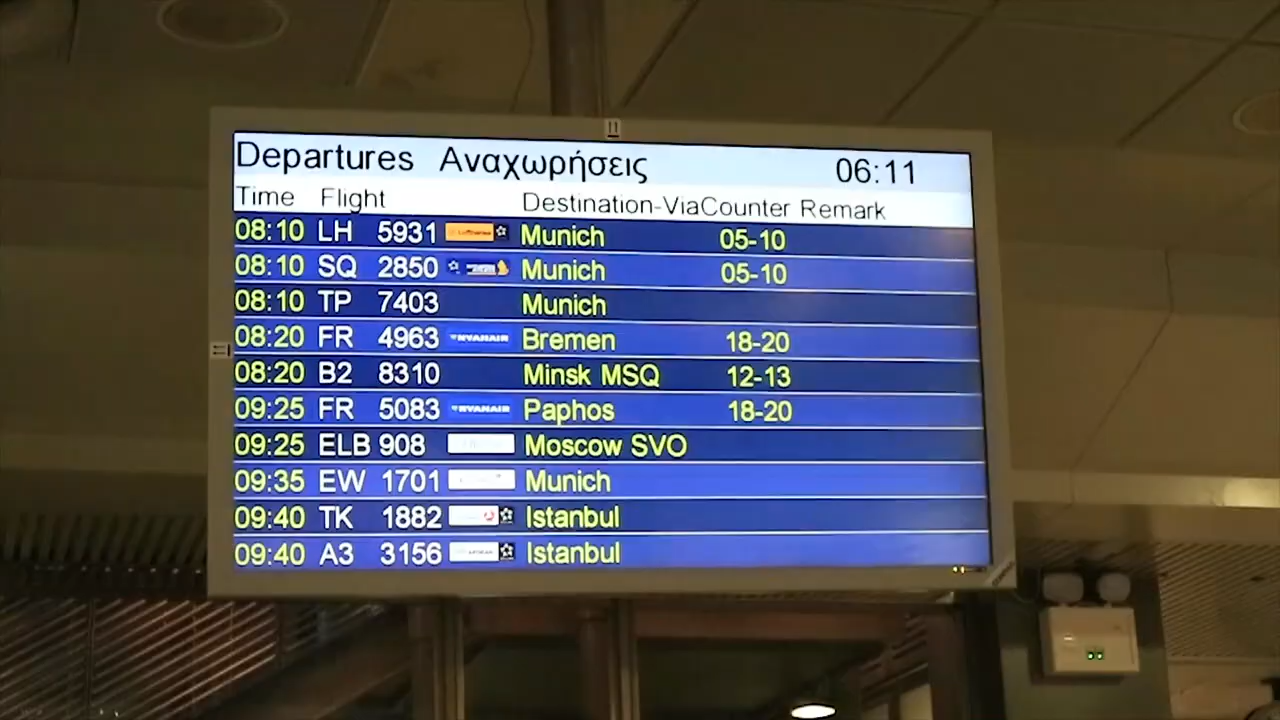 Departures Αναχωρήσεις 06:11
Time Flight Destination-Via Counter Remark
08:10 LH 5931 Lufthansa Munich 05-10
08:10 SQ 2850 Munich 05-10
08:10 TP 7403 Munich
08:20 FR 4963 RYANAIR Bremen 18-20
08:20 B2 8310 Minsk MSQ 12-13
09:25 FR 5083 RYANAIR Paphos 18-20
09:25 ELB 908 Moscow SVO
09:35 EW 1701 Munich
09:40 TK 1882 Istanbul
09:40 A3 3156 Istanbul